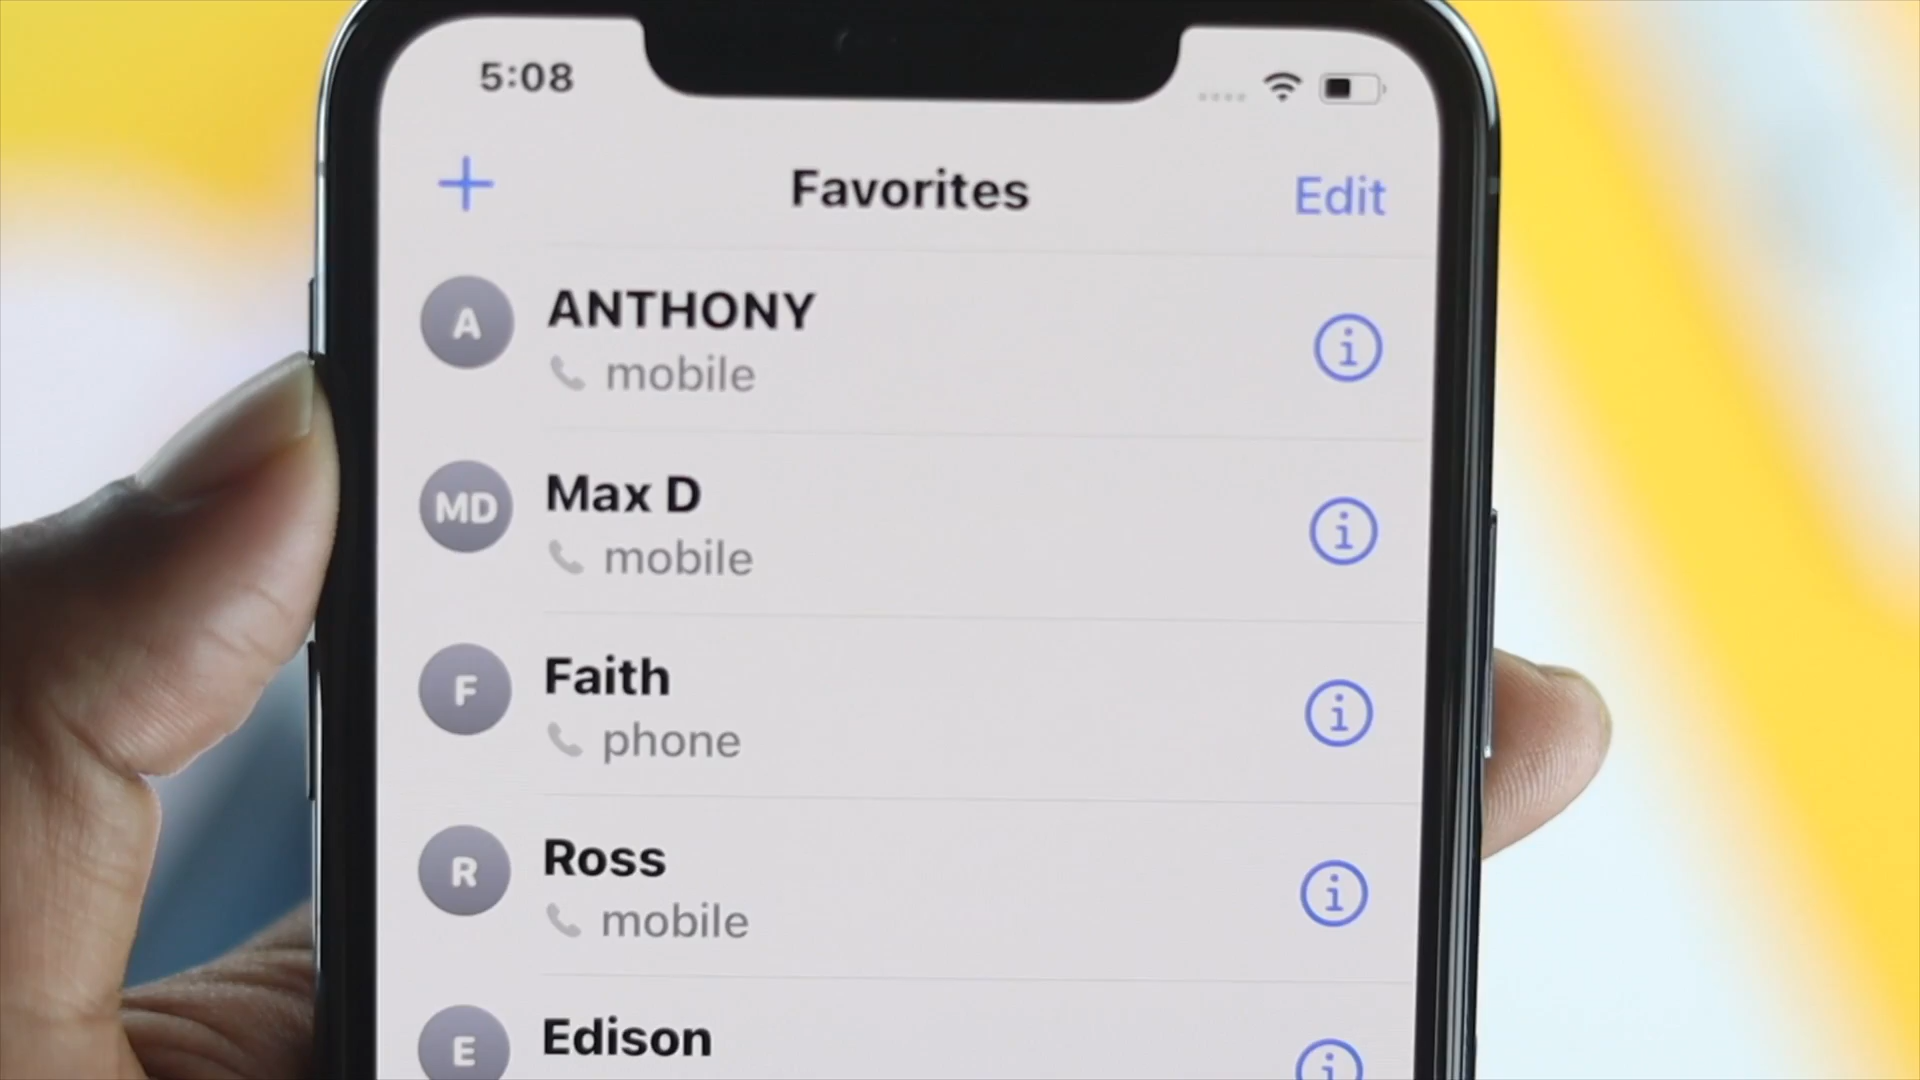 5:08
Favorites
Edit
A
ANTHONY
mobile
MD
Max D
mobile
F
Faith
phone
R
Ross
mobile
E
Edison